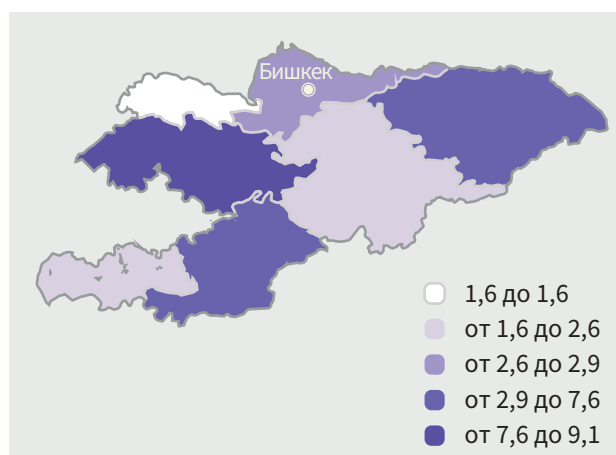 Бишкек
1,6 до 1,6
от 1,6 до 2,6
от 2,6 до 2,9
от 2,9 до 7,6
от 7,6 до 9,1